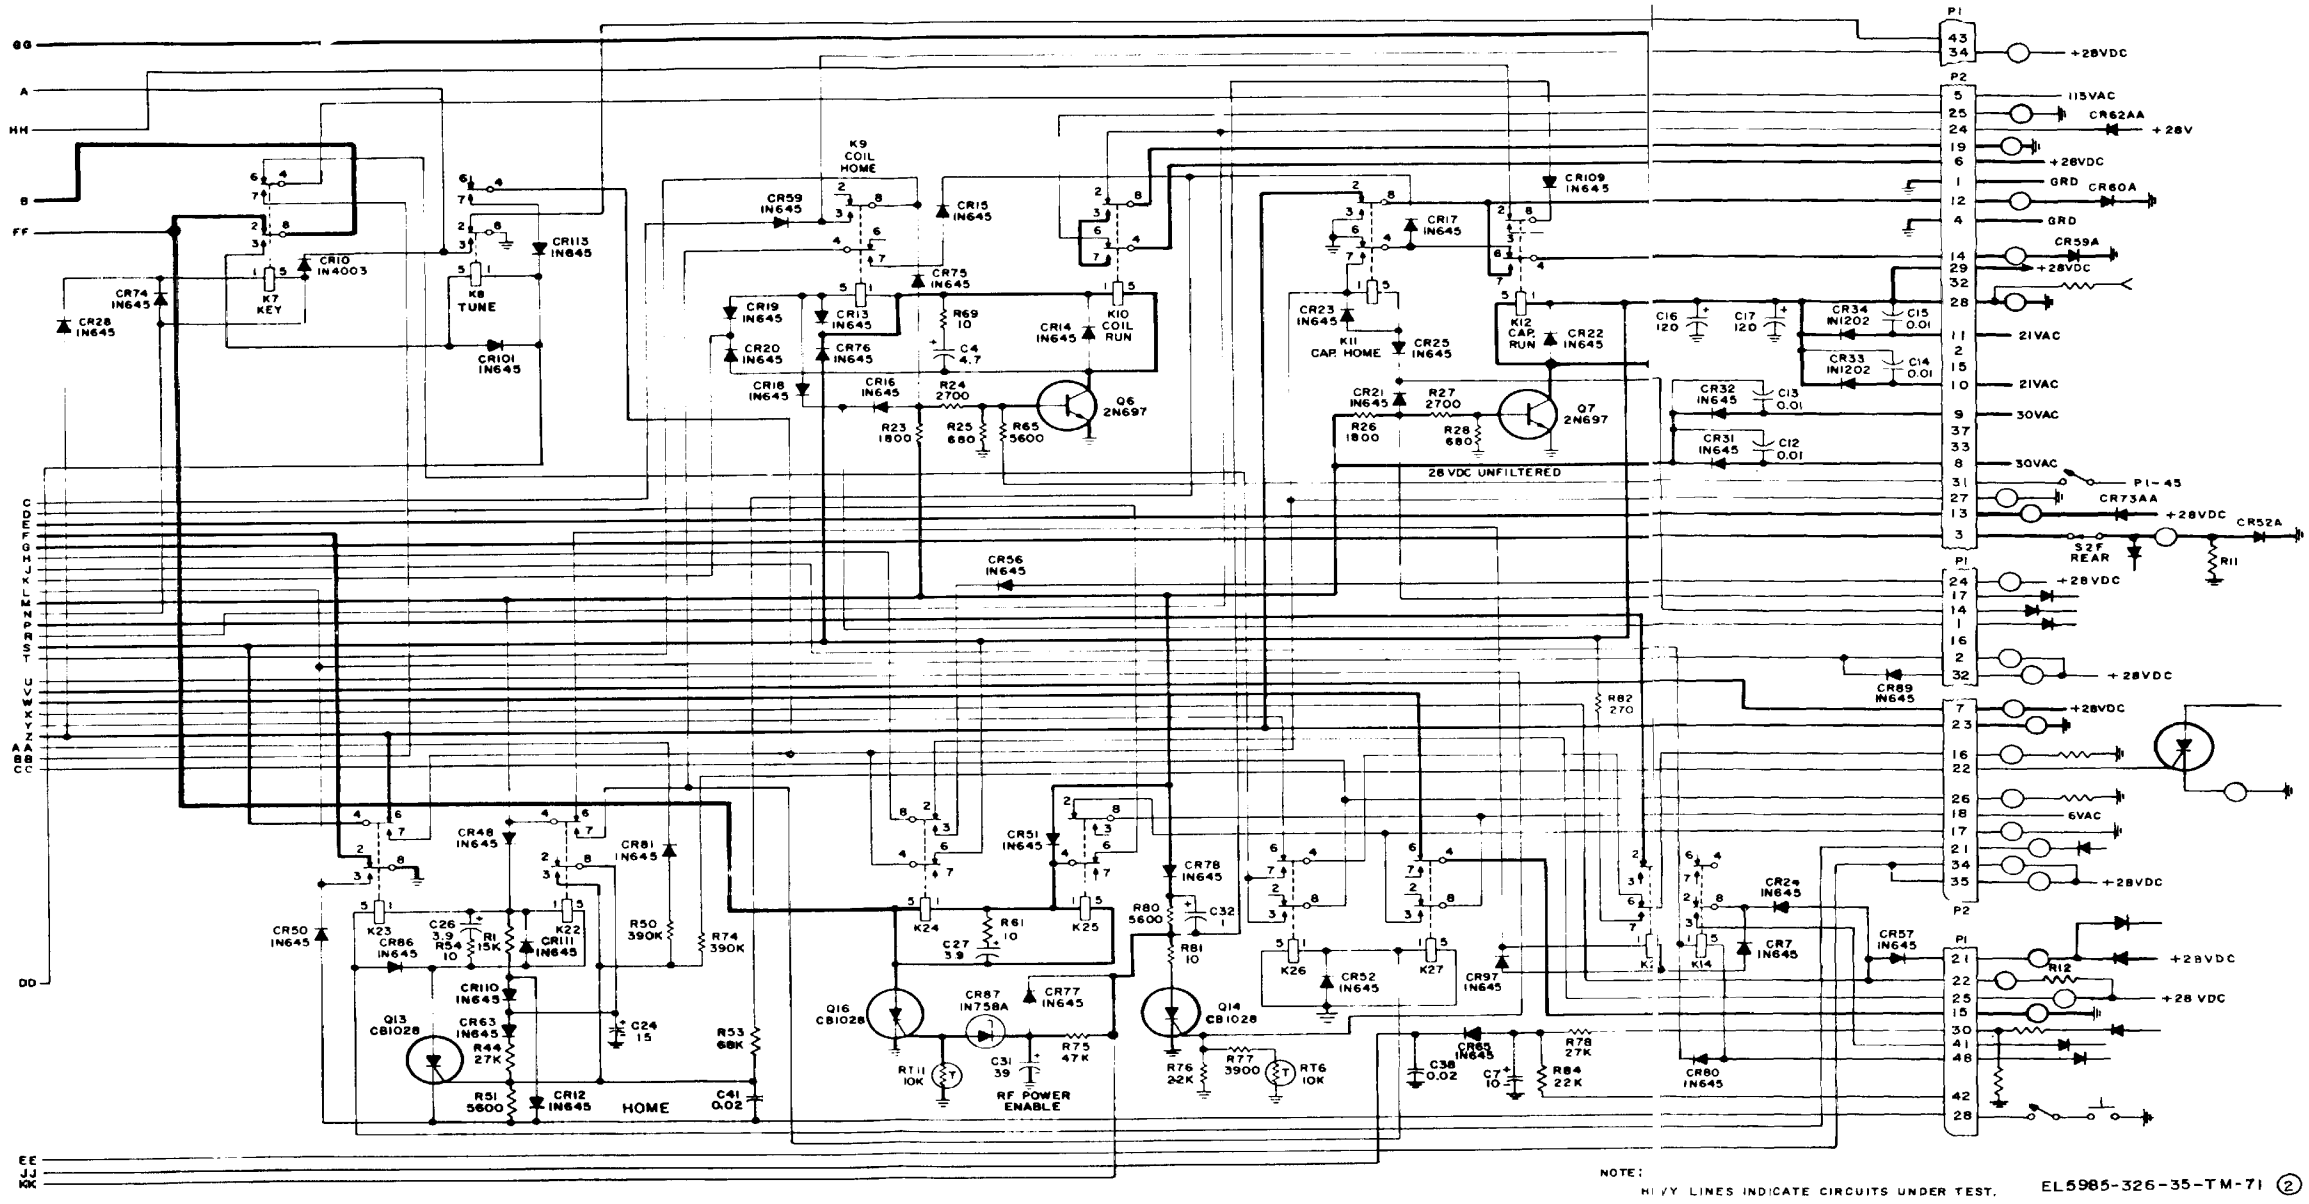 GG
A
HH
B
FF
C
D
E
F
G
H
J
K
L
M
N
P
R
S
T
U
V
W
X
Y
Z
AA
BB
CC
DD
EE
JJ
KK
CR28
1N645
CR74
1N645
K7
KEY
CR10
1N4003
K8
TUNE
CR113
1N645
CR101
1N645
K9
COIL
HOME
CR59
1N645
CR15
1N645
CR75
1N645
CR19
1N645
CR13
1N645
CR20
1N645
CR76
1N645
CR18
1N645
CR16
1N645
R69
10
C4
4.7
CR14
1N645
K10
COIL
RUN
R24
2700
R23
1800
R25
680
R65
5600
Q6
2N697
CR109
1N645
CR17
1N645
CR23
1N645
K11
CAP. HOME
CR25
1N645
K12
CAP.
RUN
CR22
1N645
CR21
1N645
R27
2700
R26
1800
R28
680
Q7
2N697
28 VDC UNFILTERED
C16
120
C17
120
CR34
1N1202
C15
0.01
CR33
1N1202
C14
0.01
CR32
1N645
C13
0.01
CR31
1N645
C12
0.01
CR56
1N645
R82
270
CR89
1N645
K23
CR50
1N645
CR86
1N645
C26
3.9
R54
10
R1
15K
CR48
1N645
CR111
1N645
K22
CR110
1N645
CR63
1N645
R44
27K
R51
5600
CR12
1N645
C24
15
Q13
CB1028
HOME
CR81
1N645
R50
390K
R74
390K
R53
68K
C41
0.02
K24
R61
10
C27
3.9
K25
CR51
1N645
Q16
CB1028
CR87
1N758A
CR77
1N645
RT11
10K
C31
39
R75
47K
RF POWER
ENABLE
CR78
1N645
R80
5600
C32
1
R81
10
Q14
CB1028
R76
22K
R77
3900
RT6
10K
K26
CR52
1N645
K27
CR97
1N645
C38
0.02
CR65
1N645
C7
10
R78
27K
R84
22K
K14
CR7
1N645
CR24
1N645
CR57
1N645
CR80
1N645
P1
43
34 +28VDC
P2
5 115VAC
25
CR62AA
24 +28V
19
6 +28VDC
1 GRD
12 CR60A
4 GRD
14 CR59A
29 +28VDC
32
28
11 21VAC
2
15
10 21VAC
9 30VAC
37
33
8 30VAC
31 P1-45
27
CR73AA
13 +28VDC
3 S2F
REAR
CR52A
R11
P1
24 +28VDC
17
14
1
16
2
32 +28VDC
7 +28VDC
23
16
22
26
18 6VAC
17
21
34
35 +28VDC
P2
P1
21 +28VDC
22 R12
25 +28 VDC
15
30
41
48
42
28
NOTE:
LINES INDICATE CIRCUITS UNDER TEST.
EL5985-326-35-TM-71 ②